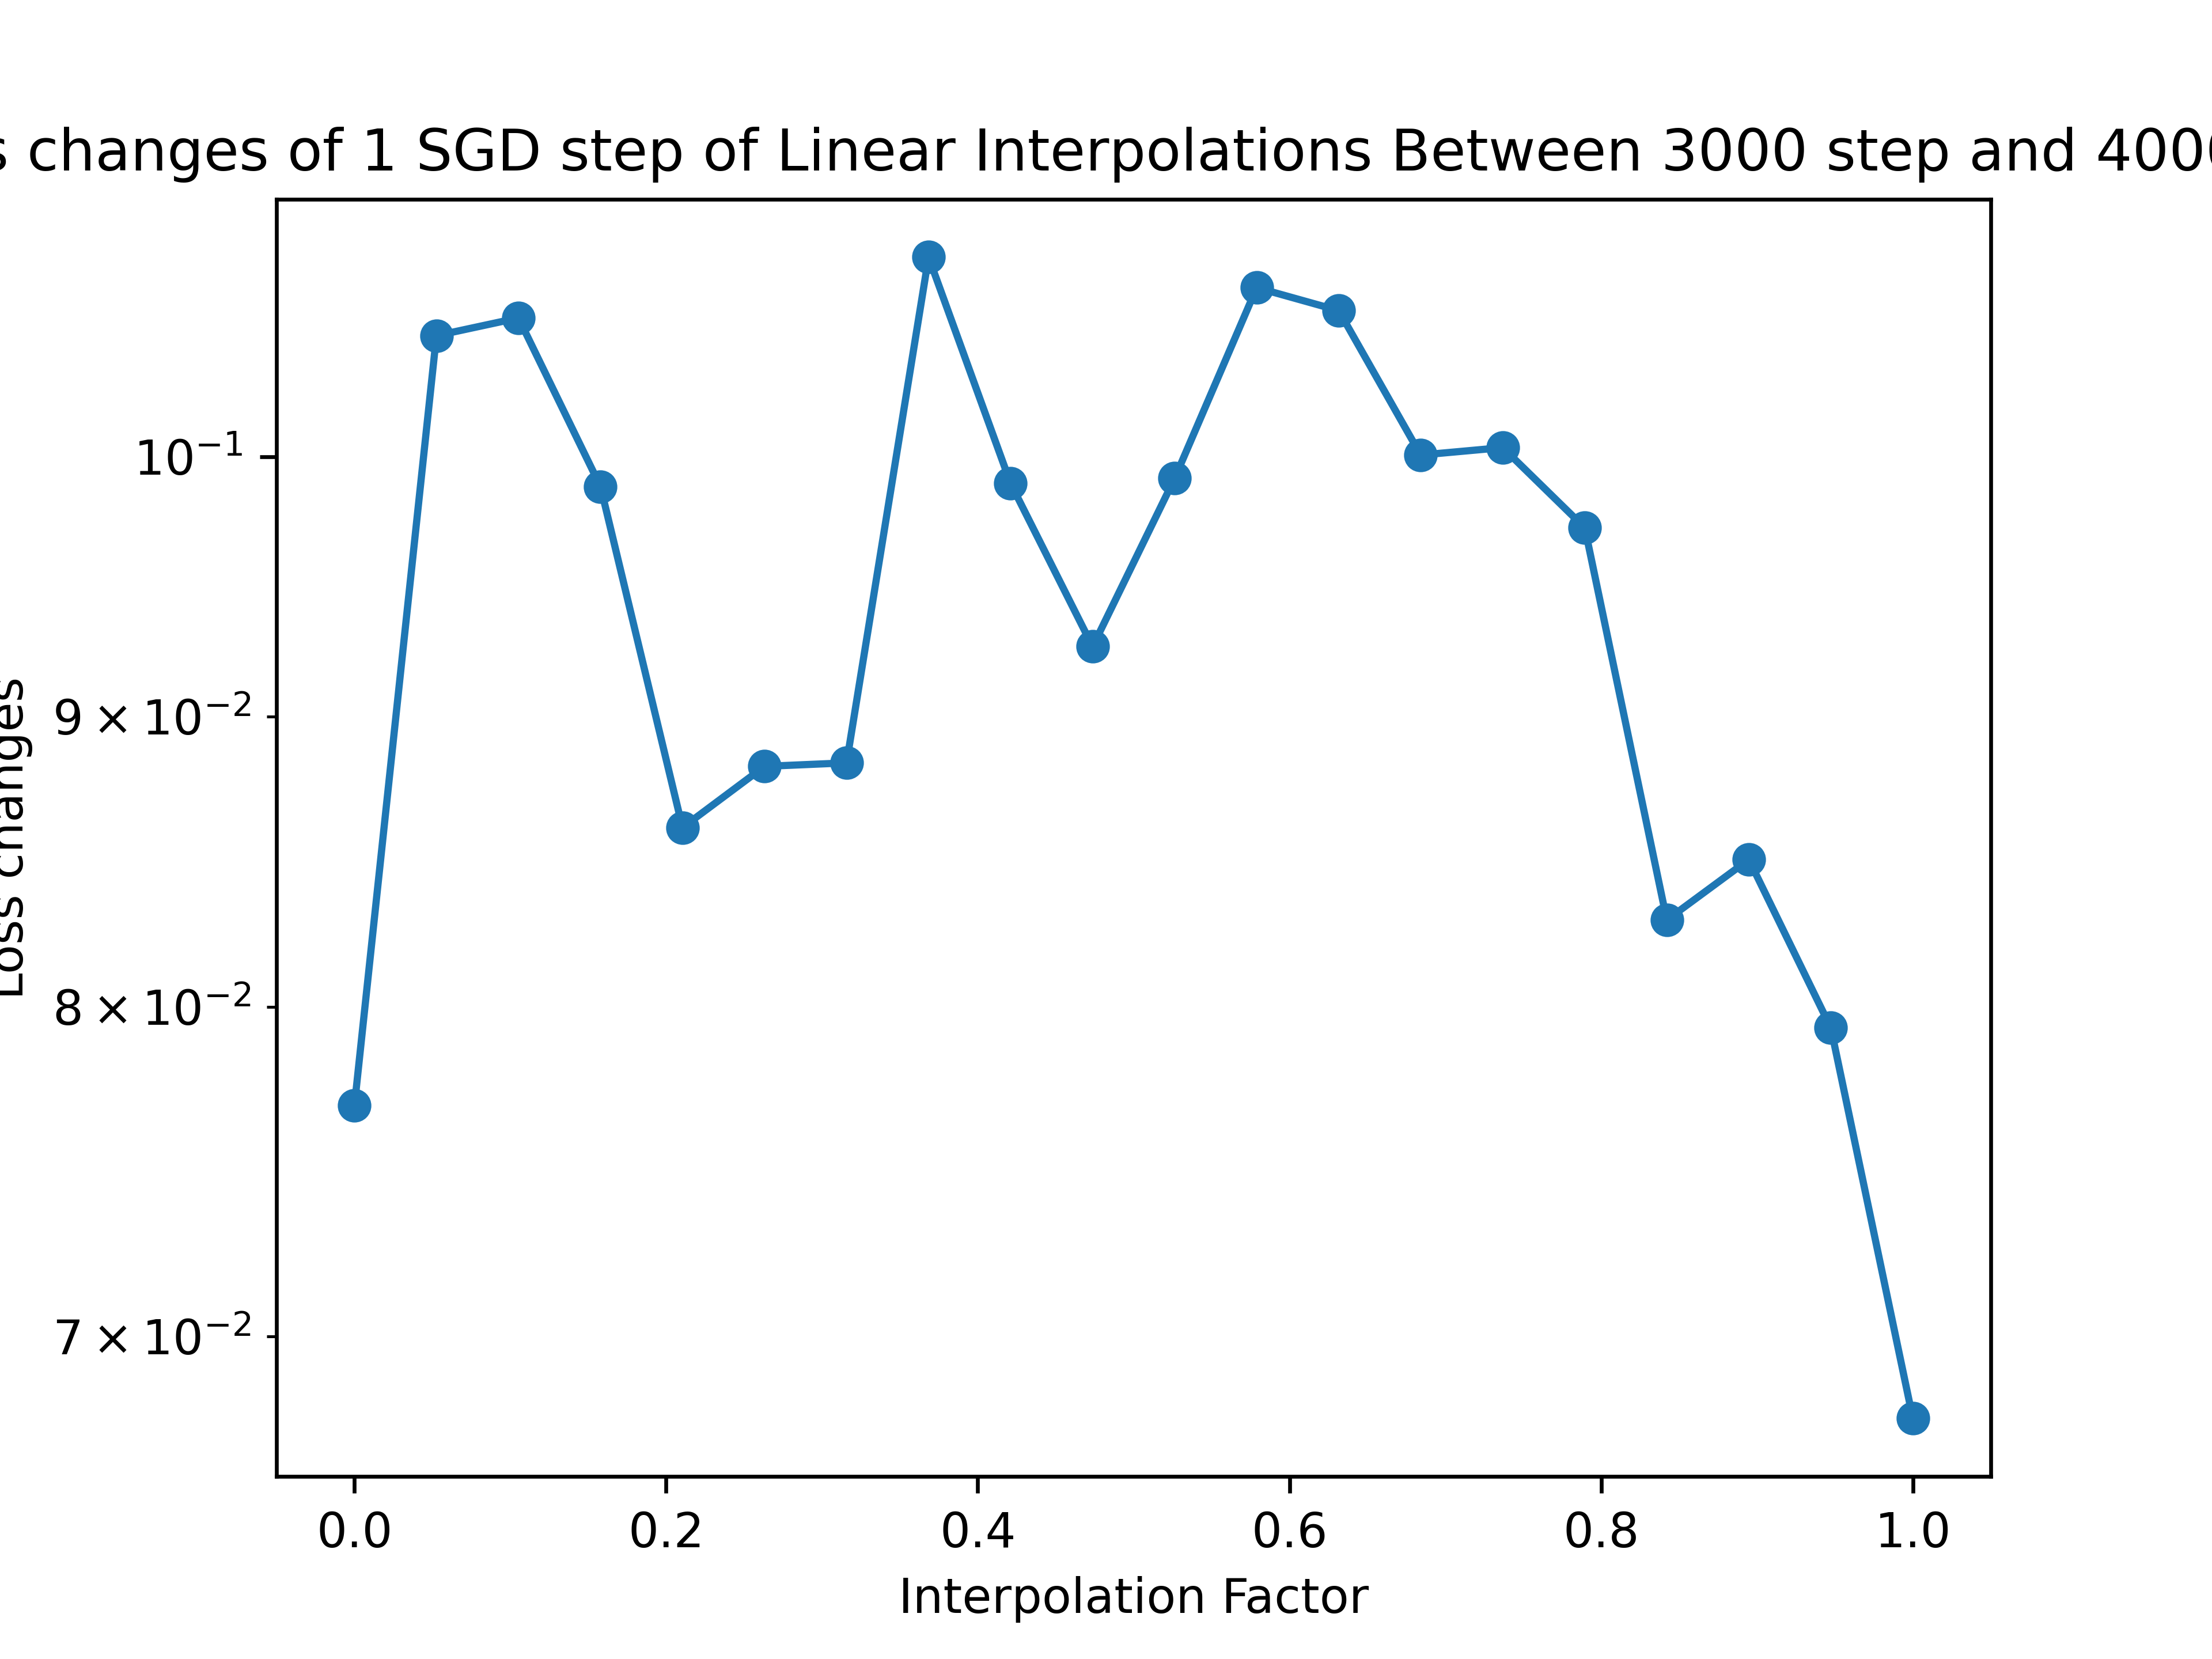 s changes of 1 SGD step of Linear Interpolations Between 3000 step and 400
10⁻¹
9 × 10⁻²
8 × 10⁻²
7 × 10⁻²
Loss changes
0.0 0.2 0.4 0.6 0.8 1.0
Interpolation Factor